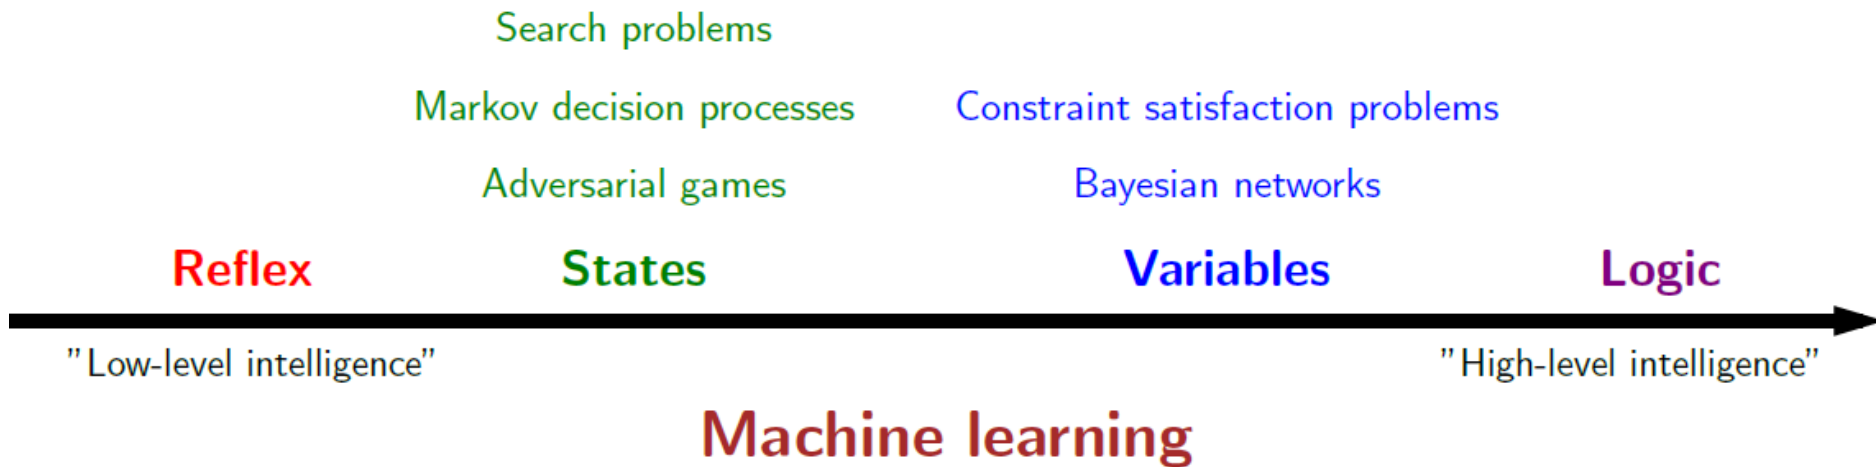 Search problems
Markov decision processes Constraint satisfaction problems
Adversarial games Bayesian networks
Reflex States Variables Logic
"Low-level intelligence" "High-level intelligence"
Machine learning